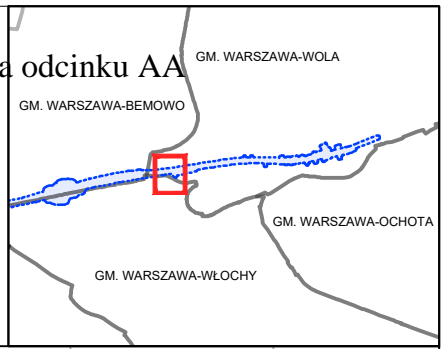 a odcinku AA
GM. WARSZAWA-WOLA
GM. WARSZAWA-BEMOWO
GM. WARSZAWA-OCHOTA
GM. WARSZAWA-WŁOCHY